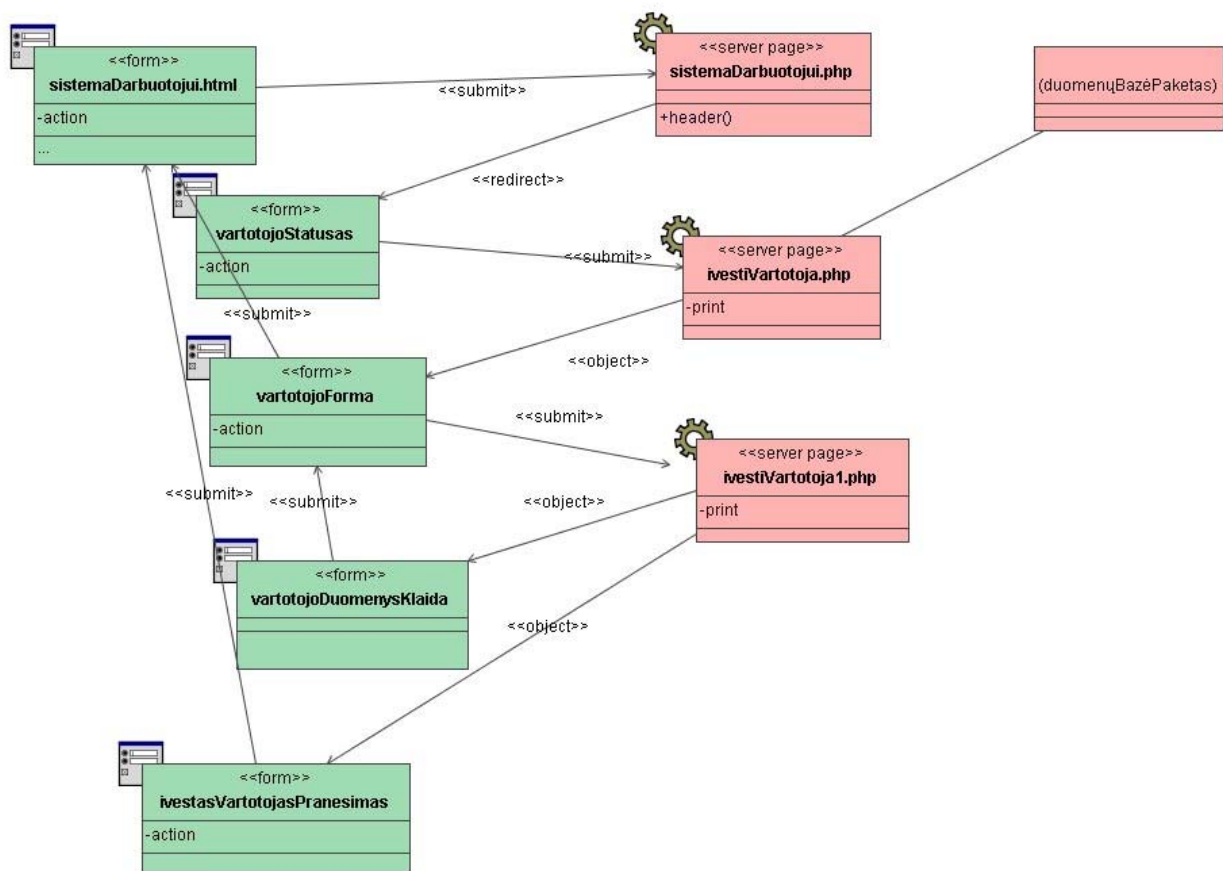 <<form>>
sistemaDarbuotojui.html
-action
...
<<submit>>
<<server page>>
sistemaDarbuotojui.php
+header()
(duomenųBazėPaketas)
<<redirect>>
<<form>>
vartotojoStatusas
-action
<<submit>>
<<server page>>
ivestiVartotoja.php
-print
<<submit>>
<<object>>
<<form>>
vartotojoForma
-action
<<submit>>
<<server page>>
ivestiVartotoja1.php
-print
<<submit>>
<<submit>>
<<object>>
<<form>>
vartotojoDuomenysKlaida
<<object>>
<<form>>
ivestasVartotojasPranesimas
-action